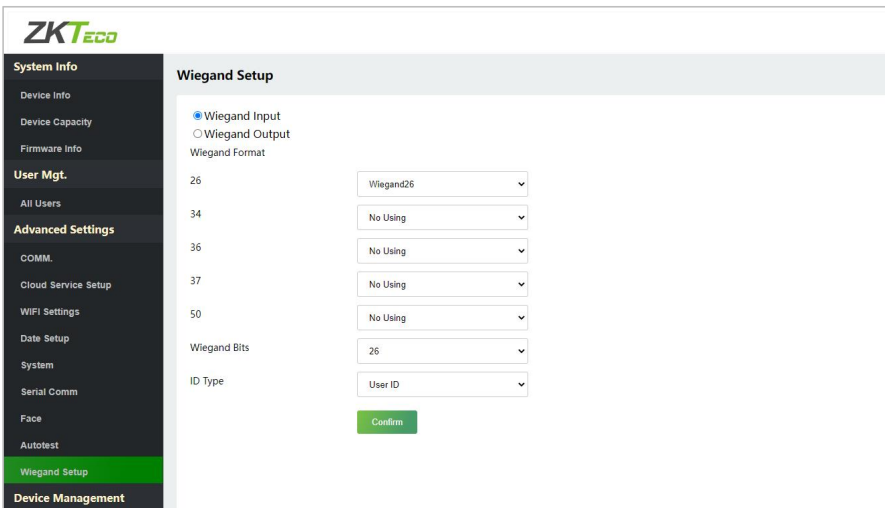 ZKTECO
System Info
Device Info
Device Capacity
Firmware Info
User Mgt.
All Users
Advanced Settings
COMM.
Cloud Service Setup
WIFI Settings
Date Setup
System
Serial Comm
Face
Autotest
Wiegand Setup
Device Management
Wiegand Setup
Wiegand Input
Wiegand Output
Wiegand Format
26 Wiegand26
34 No Using
36 No Using
37 No Using
50 No Using
Wiegand Bits 26
ID Type User ID
Confirm